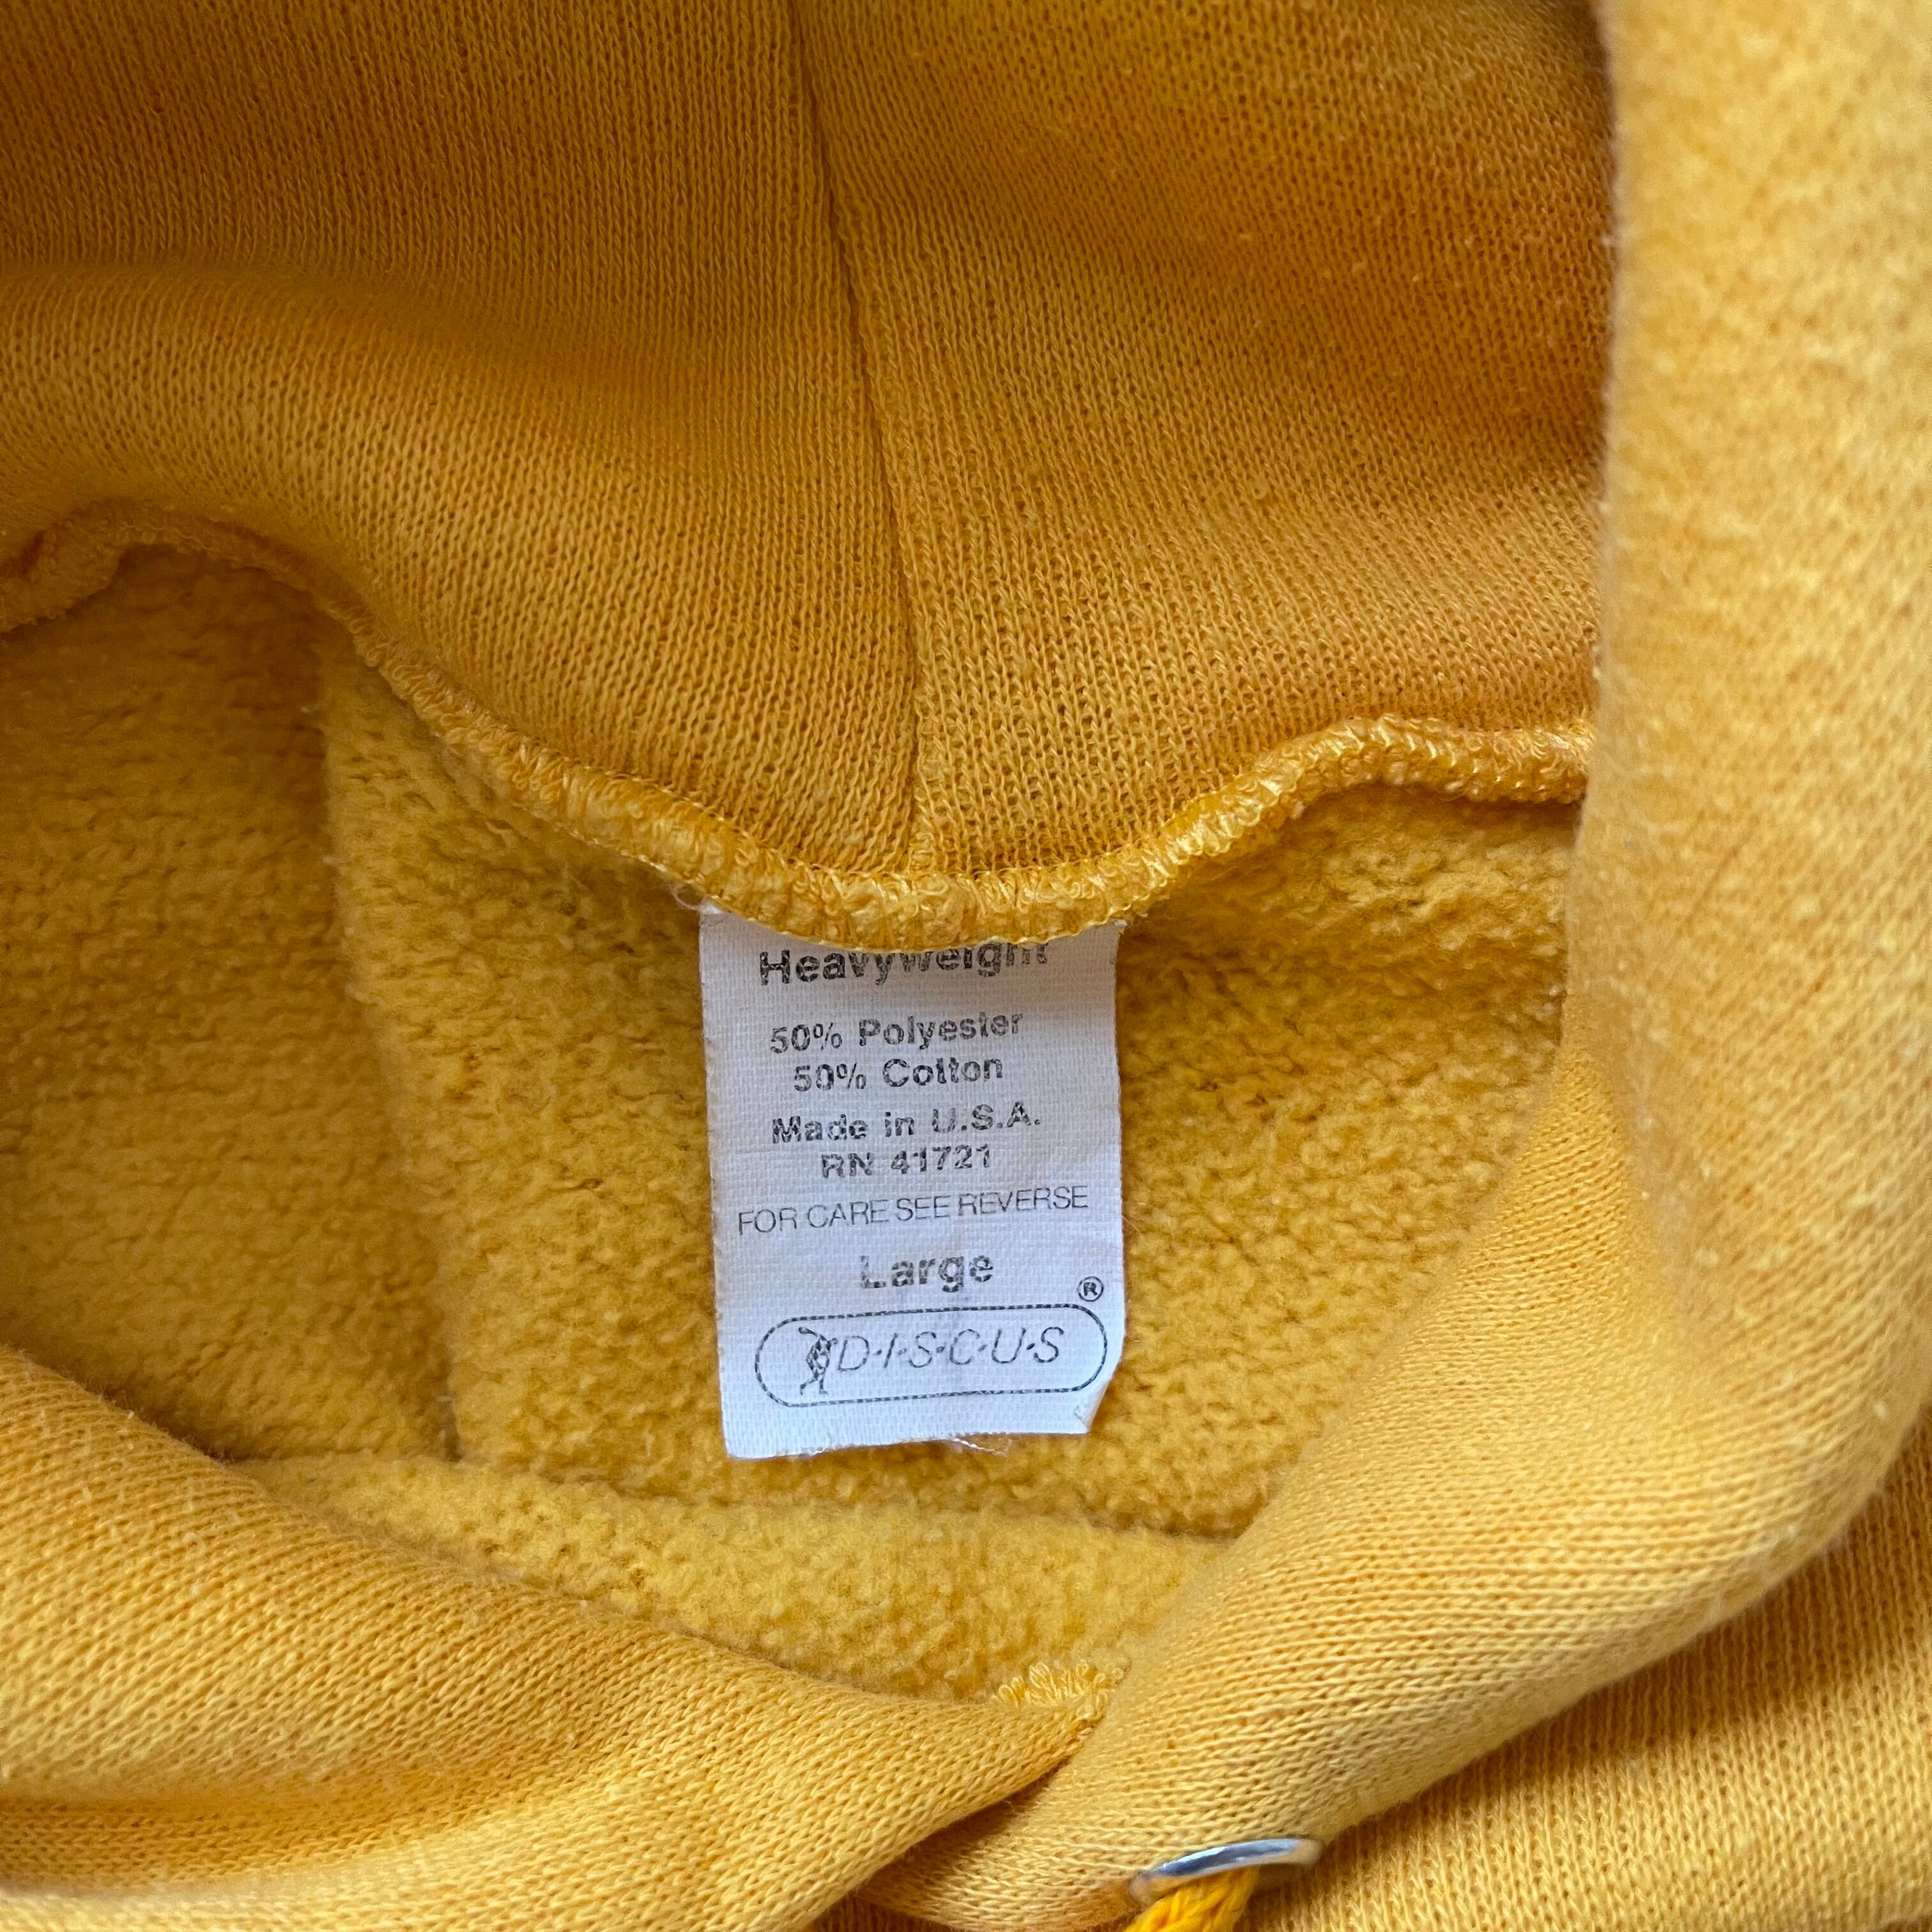 Heavyweight
50% Polyester
50% Cotton
Made in U.S.A.
RN 41721
FOR CARE SEE REVERSE
Large
®
D·I·S·C·U·S